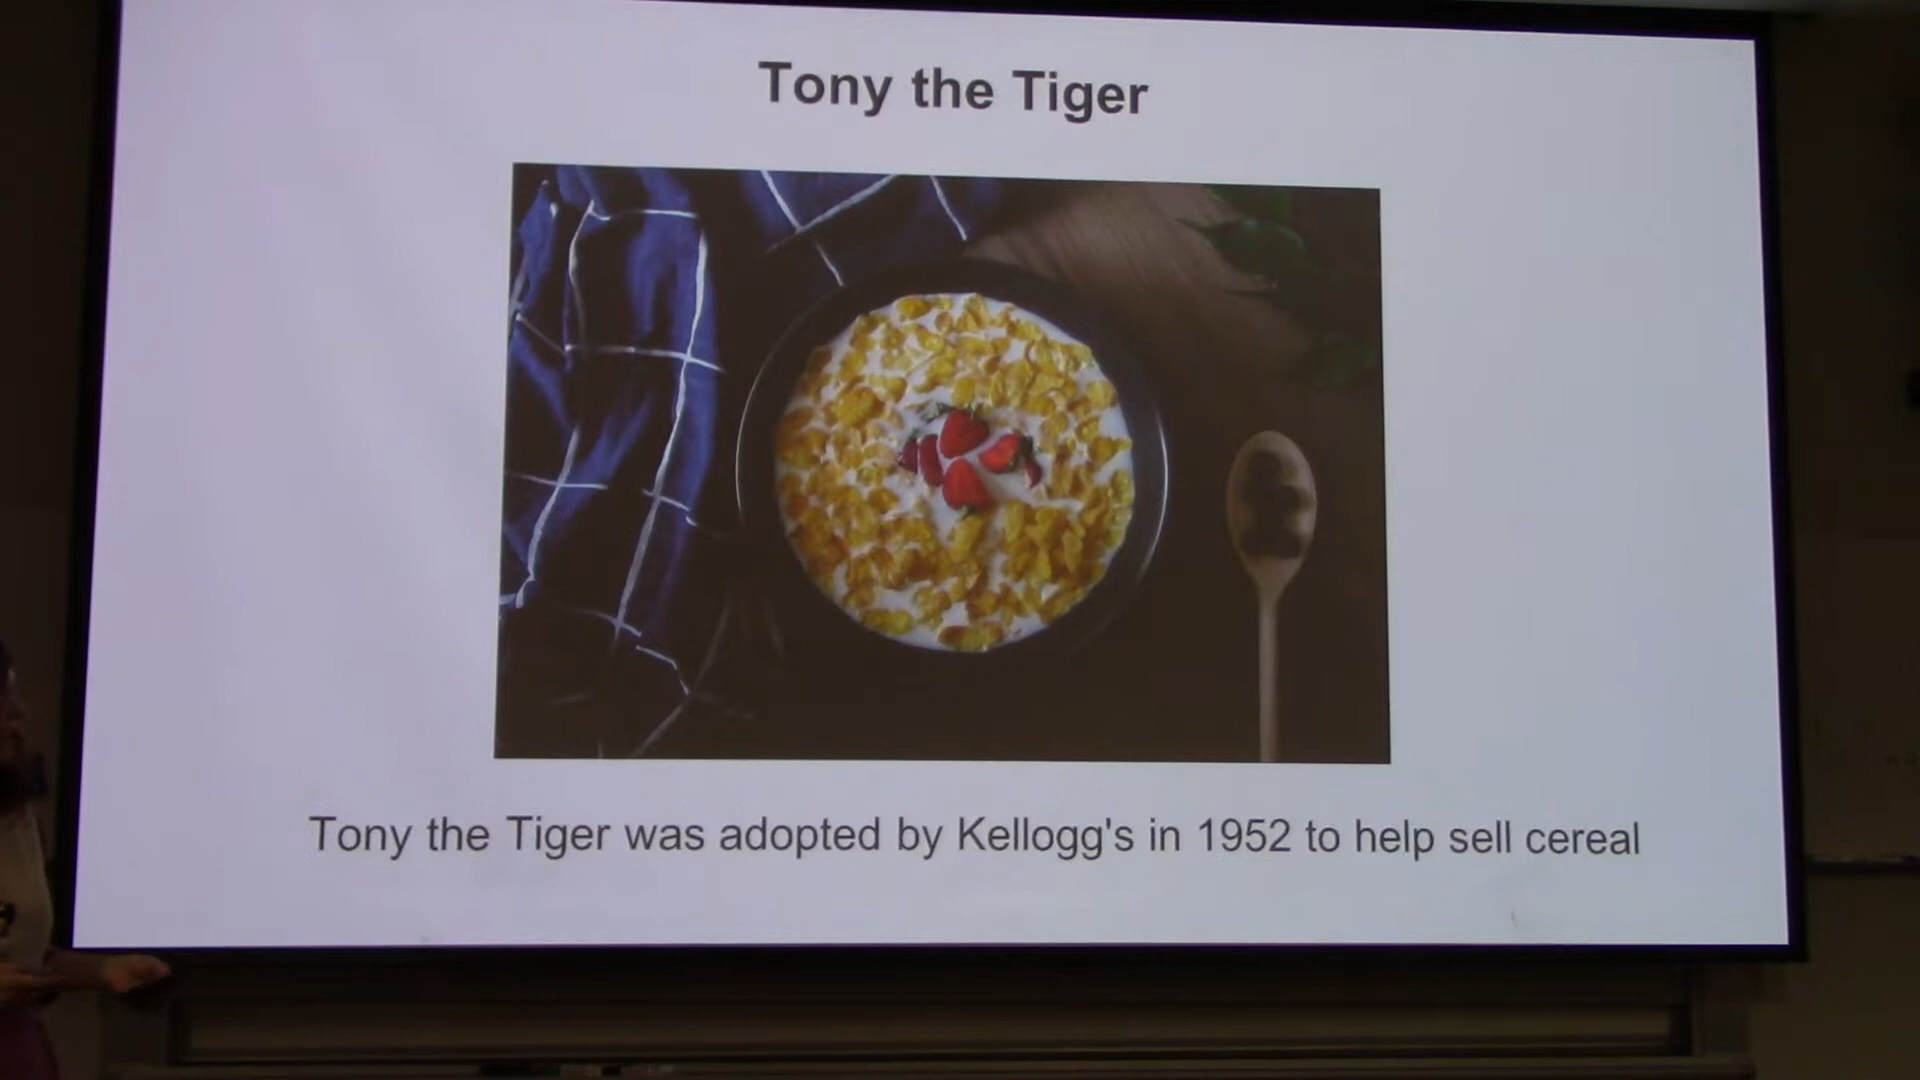 Tony the Tiger
Tony the Tiger was adopted by Kellogg's in 1952 to help sell cereal